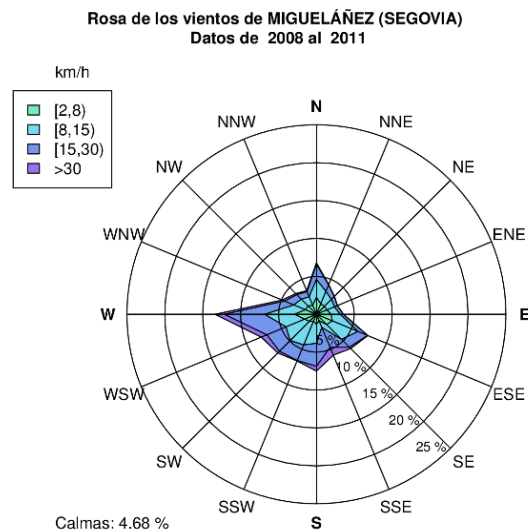 Rosa de los vientos de MIGUELÁÑEZ (SEGOVIA)
Datos de 2008 al 2011
km/h
[2,8)
[8,15)
[15,30)
>30
N
NNE
NE
ENE
E
ESE
SE
SSE
S
SSW
SW
WSW
W
WNW
NW
NNW
5 %
10 %
15 %
20 %
25 %
Calmas: 4.68 %